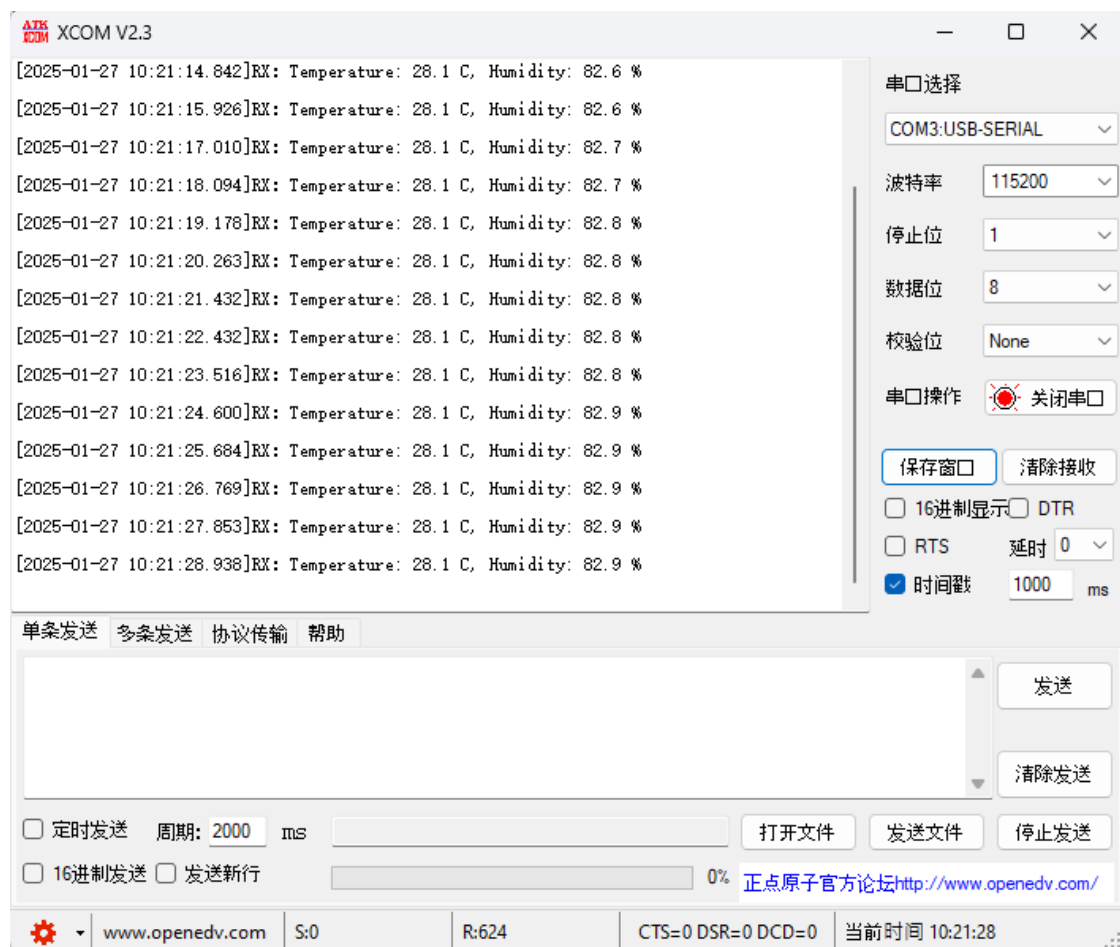 ATK XCOM XCOM V2.3
[2025-01-27 10:21:14.842]RX: Temperature: 28.1 C, Humidity: 82.6 %
[2025-01-27 10:21:15.926]RX: Temperature: 28.1 C, Humidity: 82.6 %
[2025-01-27 10:21:17.010]RX: Temperature: 28.1 C, Humidity: 82.7 %
[2025-01-27 10:21:18.094]RX: Temperature: 28.1 C, Humidity: 82.7 %
[2025-01-27 10:21:19.178]RX: Temperature: 28.1 C, Humidity: 82.8 %
[2025-01-27 10:21:20.263]RX: Temperature: 28.1 C, Humidity: 82.8 %
[2025-01-27 10:21:21.432]RX: Temperature: 28.1 C, Humidity: 82.8 %
[2025-01-27 10:21:22.432]RX: Temperature: 28.1 C, Humidity: 82.8 %
[2025-01-27 10:21:23.516]RX: Temperature: 28.1 C, Humidity: 82.8 %
[2025-01-27 10:21:24.600]RX: Temperature: 28.1 C, Humidity: 82.9 %
[2025-01-27 10:21:25.684]RX: Temperature: 28.1 C, Humidity: 82.9 %
[2025-01-27 10:21:26.769]RX: Temperature: 28.1 C, Humidity: 82.9 %
[2025-01-27 10:21:27.853]RX: Temperature: 28.1 C, Humidity: 82.9 %
[2025-01-27 10:21:28.938]RX: Temperature: 28.1 C, Humidity: 82.9 %
串口选择
COM3:USB-SERIAL
波特率 115200
停止位 1
数据位 8
校验位 None
串口操作 关闭串口
保存窗口 清除接收
16进制显示 DTR
RTS 延时 0
时间戳 1000 ms
单条发送 多条发送 协议传输 帮助
发送
清除发送
定时发送 周期: 2000 ms 打开文件 发送文件 停止发送
16进制发送 发送新行 0% 正点原子官方论坛http://www.openedv.com/
www.openedv.com S:0 R:624 CTS=0 DSR=0 DCD=0 当前时间 10:21:28